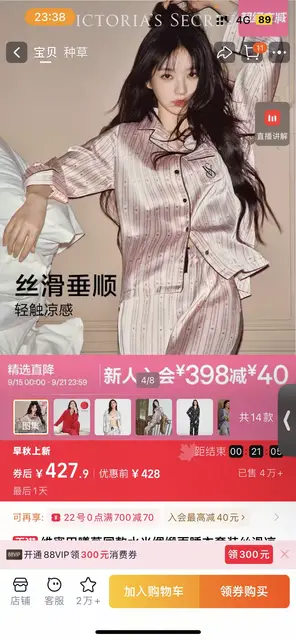 23:38
VICTORIA'S SECRET
4G 89
宝贝 种草
11
直播讲解
丝滑垂顺
轻触凉感
精选直降
9/15 00:00 - 9/21 23:59
新人入会¥398减¥40
4/8
图集
共14款
早秋上新
距结束 00:21:05
券后¥427.9 优惠前 ¥428
已售 4万+
最后1天
可再享:
22号0点满700减70
入会最高减40元>
88VIP 开通88VIP领300元消费券
领300元
店铺
客服
2万+
加入购物车
领券购买